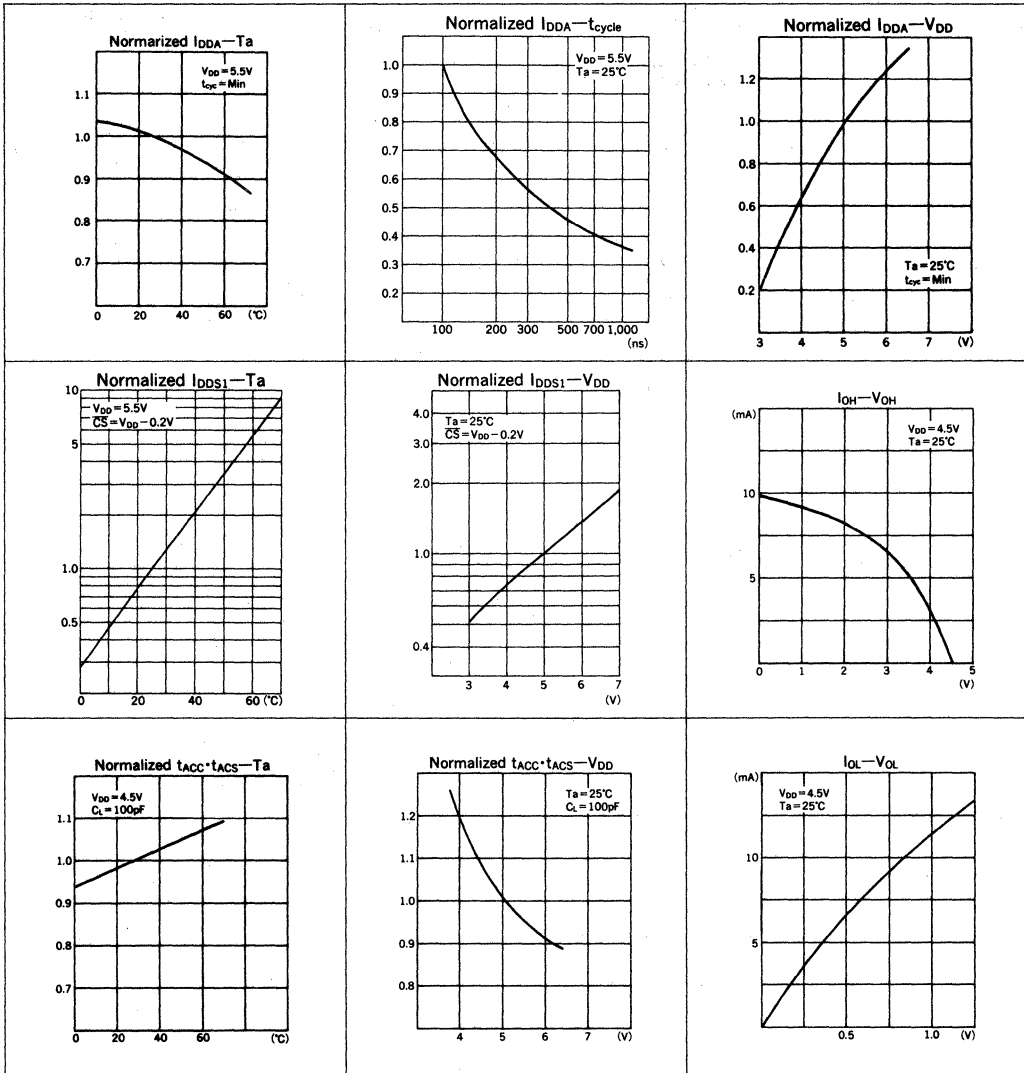 Normarized IDDA—Ta
VDD=5.5V
tcyc=Min
1.1
1.0
0.9
0.8
0.7
0 20 40 60 (℃)
Normalized IDDA—tcycle
VDD=5.5V
Ta=25℃
1.0
0.9
0.8
0.7
0.6
0.5
0.4
0.3
0.2
100 200 300 500 700 1,000
(ns)
Normalized IDDA—VDD
1.2
1.0
0.8
0.6
0.4
0.2
Ta=25℃
tcyc=Min
3 4 5 6 7 (V)
Normalized IDDS1—Ta
VDD=5.5V
C̅S̅=VDD−0.2V
10
5
1.0
0.5
0 20 40 60 (℃)
Normalized IDDS1—VDD
Ta=25℃
C̅S̅=VDD−0.2V
4.0
3.0
2.0
1.0
0.4
3 4 5 6 7
(V)
IOH—VOH
(mA)
VDD=4.5V
Ta=25℃
10
5
0 1 2 3 4 5
(V)
Normalized tACC·tACS—Ta
VDD=4.5V
CL=100pF
1.1
1.0
0.9
0.8
0.7
0 20 40 60 (℃)
Normalized tACC·tACS—VDD
Ta=25℃
CL=100pF
1.2
1.1
1.0
0.9
0.8
4 5 6 7 (V)
IOL—VOL
(mA)
VDD=4.5V
Ta=25℃
10
5
0.5 1.0 (V)